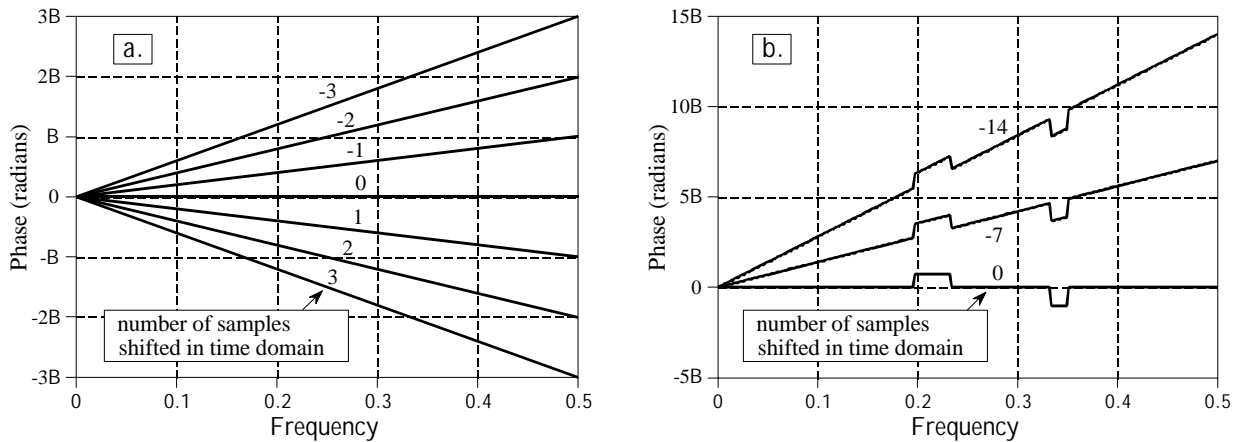 a.
3B
2B
B
0
-B
-2B
-3B
Phase (radians)
-3
-2
-1
0
1
2
3
number of samples
shifted in time domain
0 0.1 0.2 0.3 0.4 0.5
Frequency
b.
15B
10B
5B
0
-5B
Phase (radians)
-14
-7
0
number of samples
shifted in time domain
0 0.1 0.2 0.3 0.4 0.5
Frequency